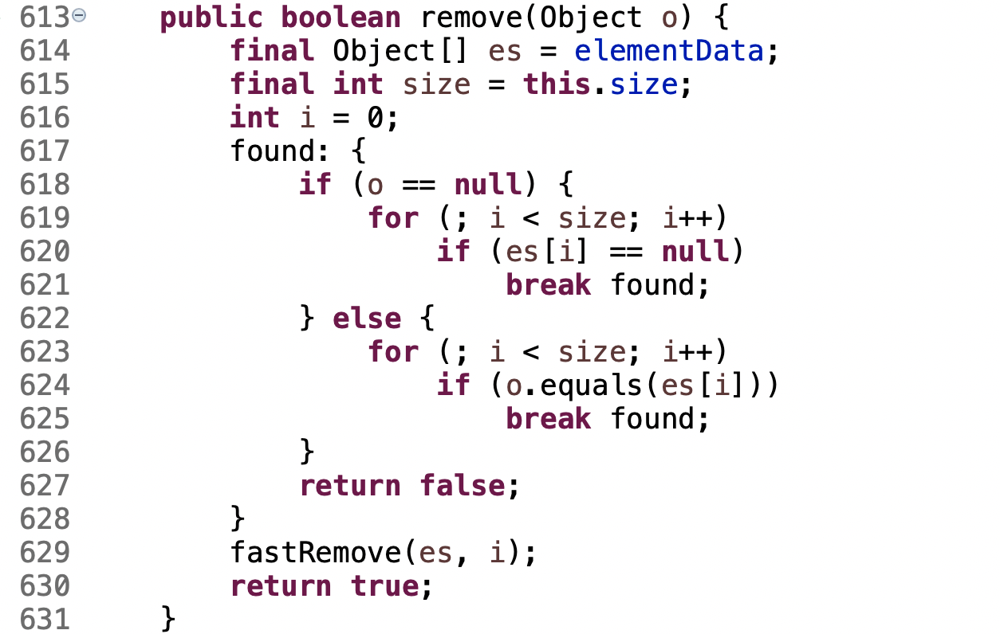 613 public boolean remove(Object o) {
614 final Object[] es = elementData;
615 final int size = this.size;
616 int i = 0;
617 found: {
618 if (o == null) {
619 for (; i < size; i++)
620 if (es[i] == null)
621 break found;
622 } else {
623 for (; i < size; i++)
624 if (o.equals(es[i]))
625 break found;
626 }
627 return false;
628 }
629 fastRemove(es, i);
630 return true;
631 }